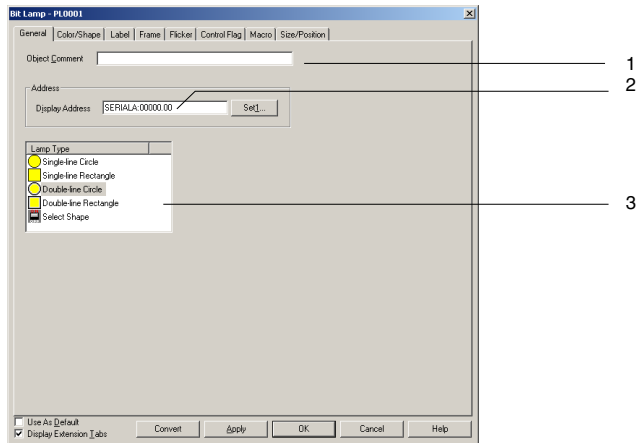 Bit Lamp - PL0001
General Color/Shape Label Frame Flicker Control Flag Macro Size/Position
Object Comment
1
Address
2
Display Address SERIALA:00000.00 Set1...
Lamp Type
Single-line Circle
Single-line Rectangle
Double-line Circle
Double-line Rectangle
3
Select Shape
Use As Default
Display Extension Tabs
Convert Apply OK Cancel Help